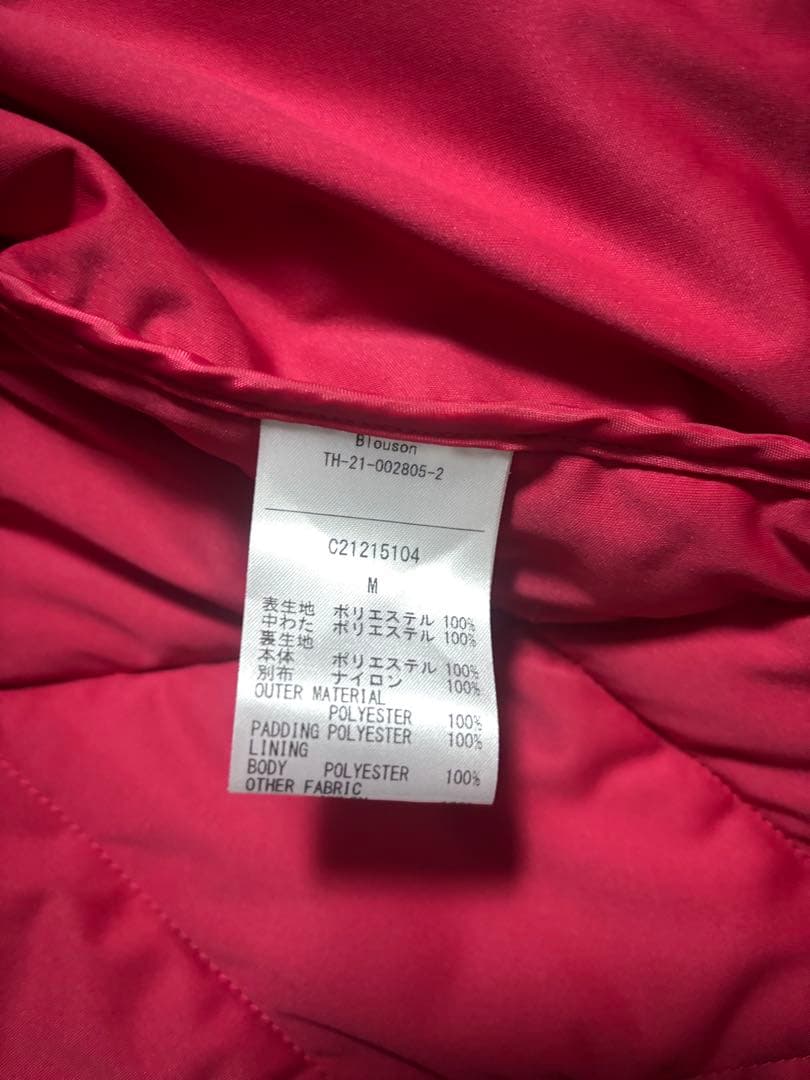 Blouson
TH-21-002805-2
C21215104
M
表生地 ポリエステル 100%
中わた ポリエステル 100%
裏生地
本体 ポリエステル 100%
別布 ナイロン 100%
OUTER MATERIAL
POLYESTER 100%
PADDING POLYESTER 100%
LINING
BODY POLYESTER 100%
OTHER FABRIC